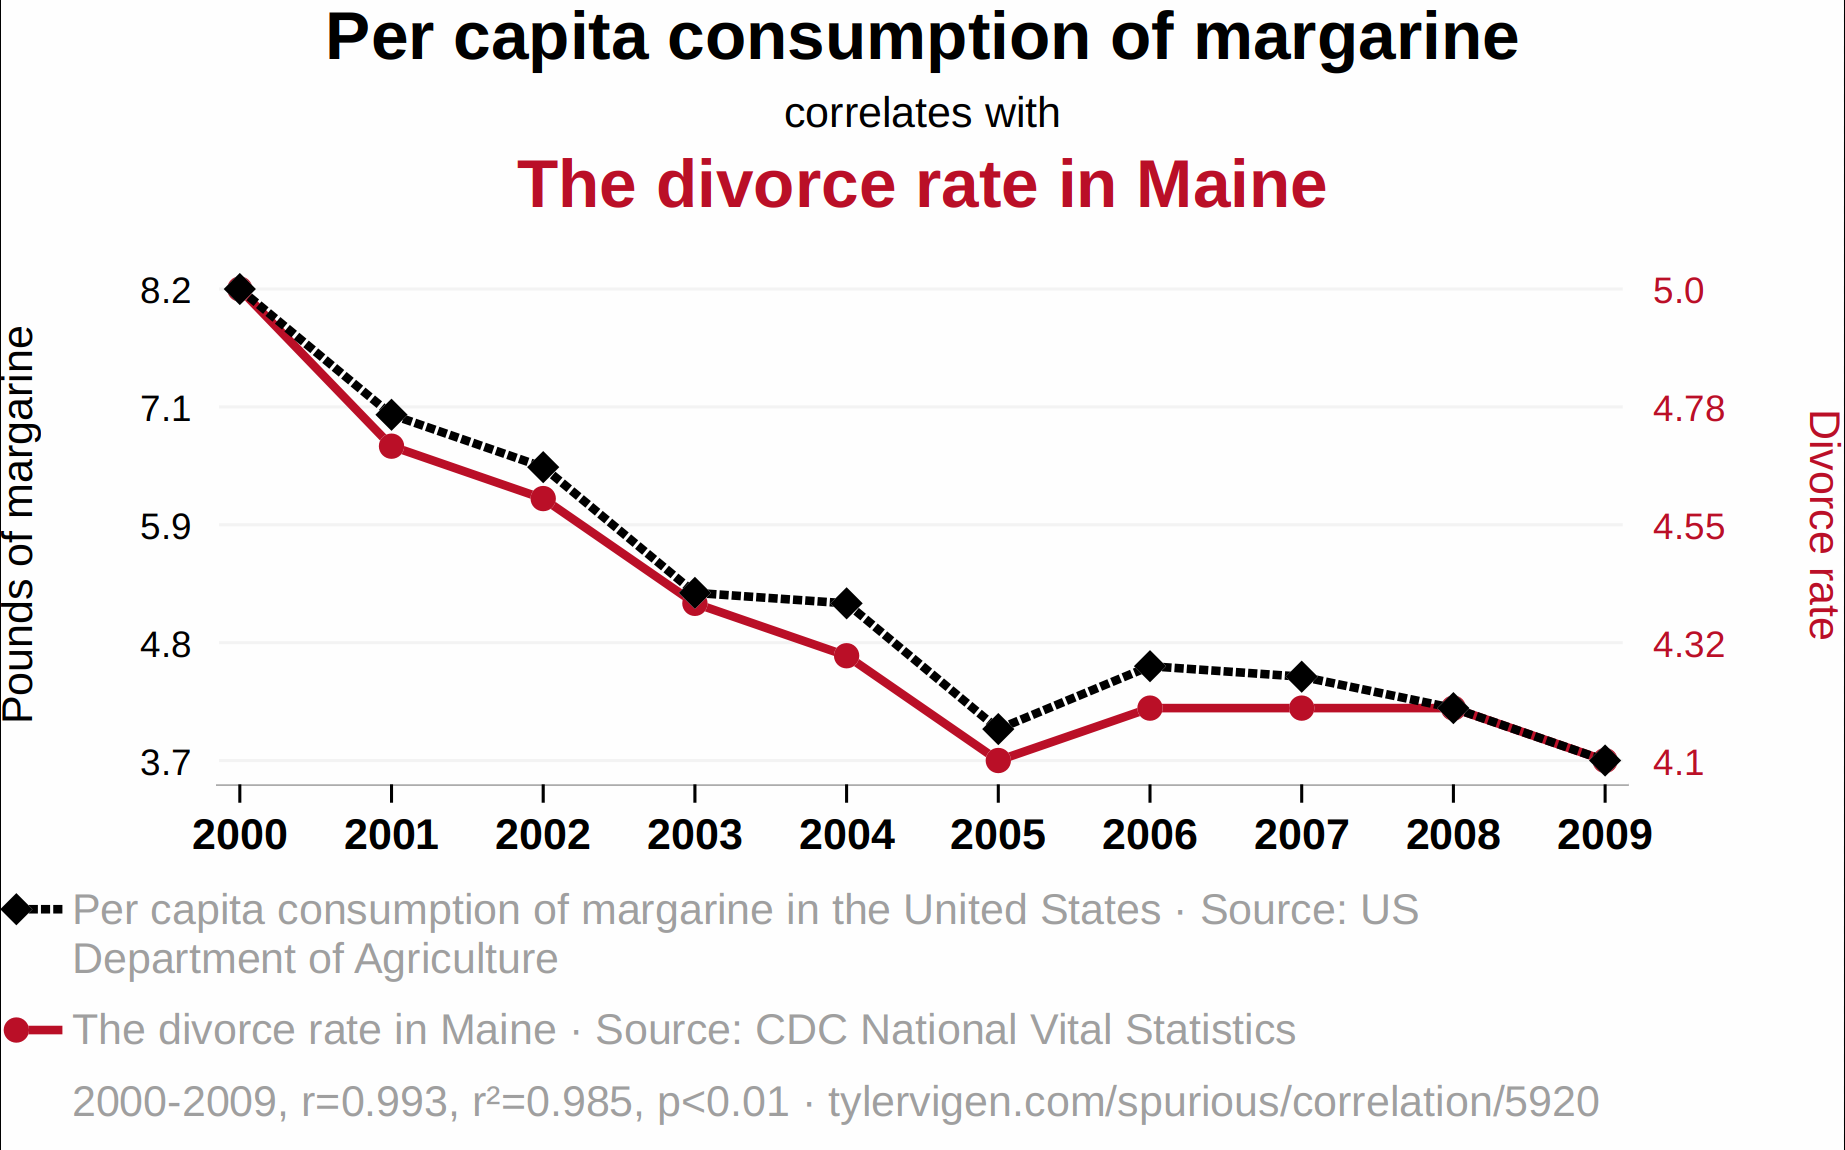 Per capita consumption of margarine
correlates with
The divorce rate in Maine
Pounds of margarine
8.2
7.1
5.9
4.8
3.7
5.0
4.78
4.55
4.32
4.1
Divorce rate
2000 2001 2002 2003 2004 2005 2006 2007 2008 2009
Per capita consumption of margarine in the United States · Source: US
Department of Agriculture
The divorce rate in Maine · Source: CDC National Vital Statistics
2000-2009, r=0.993, r²=0.985, p<0.01 · tylervigen.com/spurious/correlation/5920